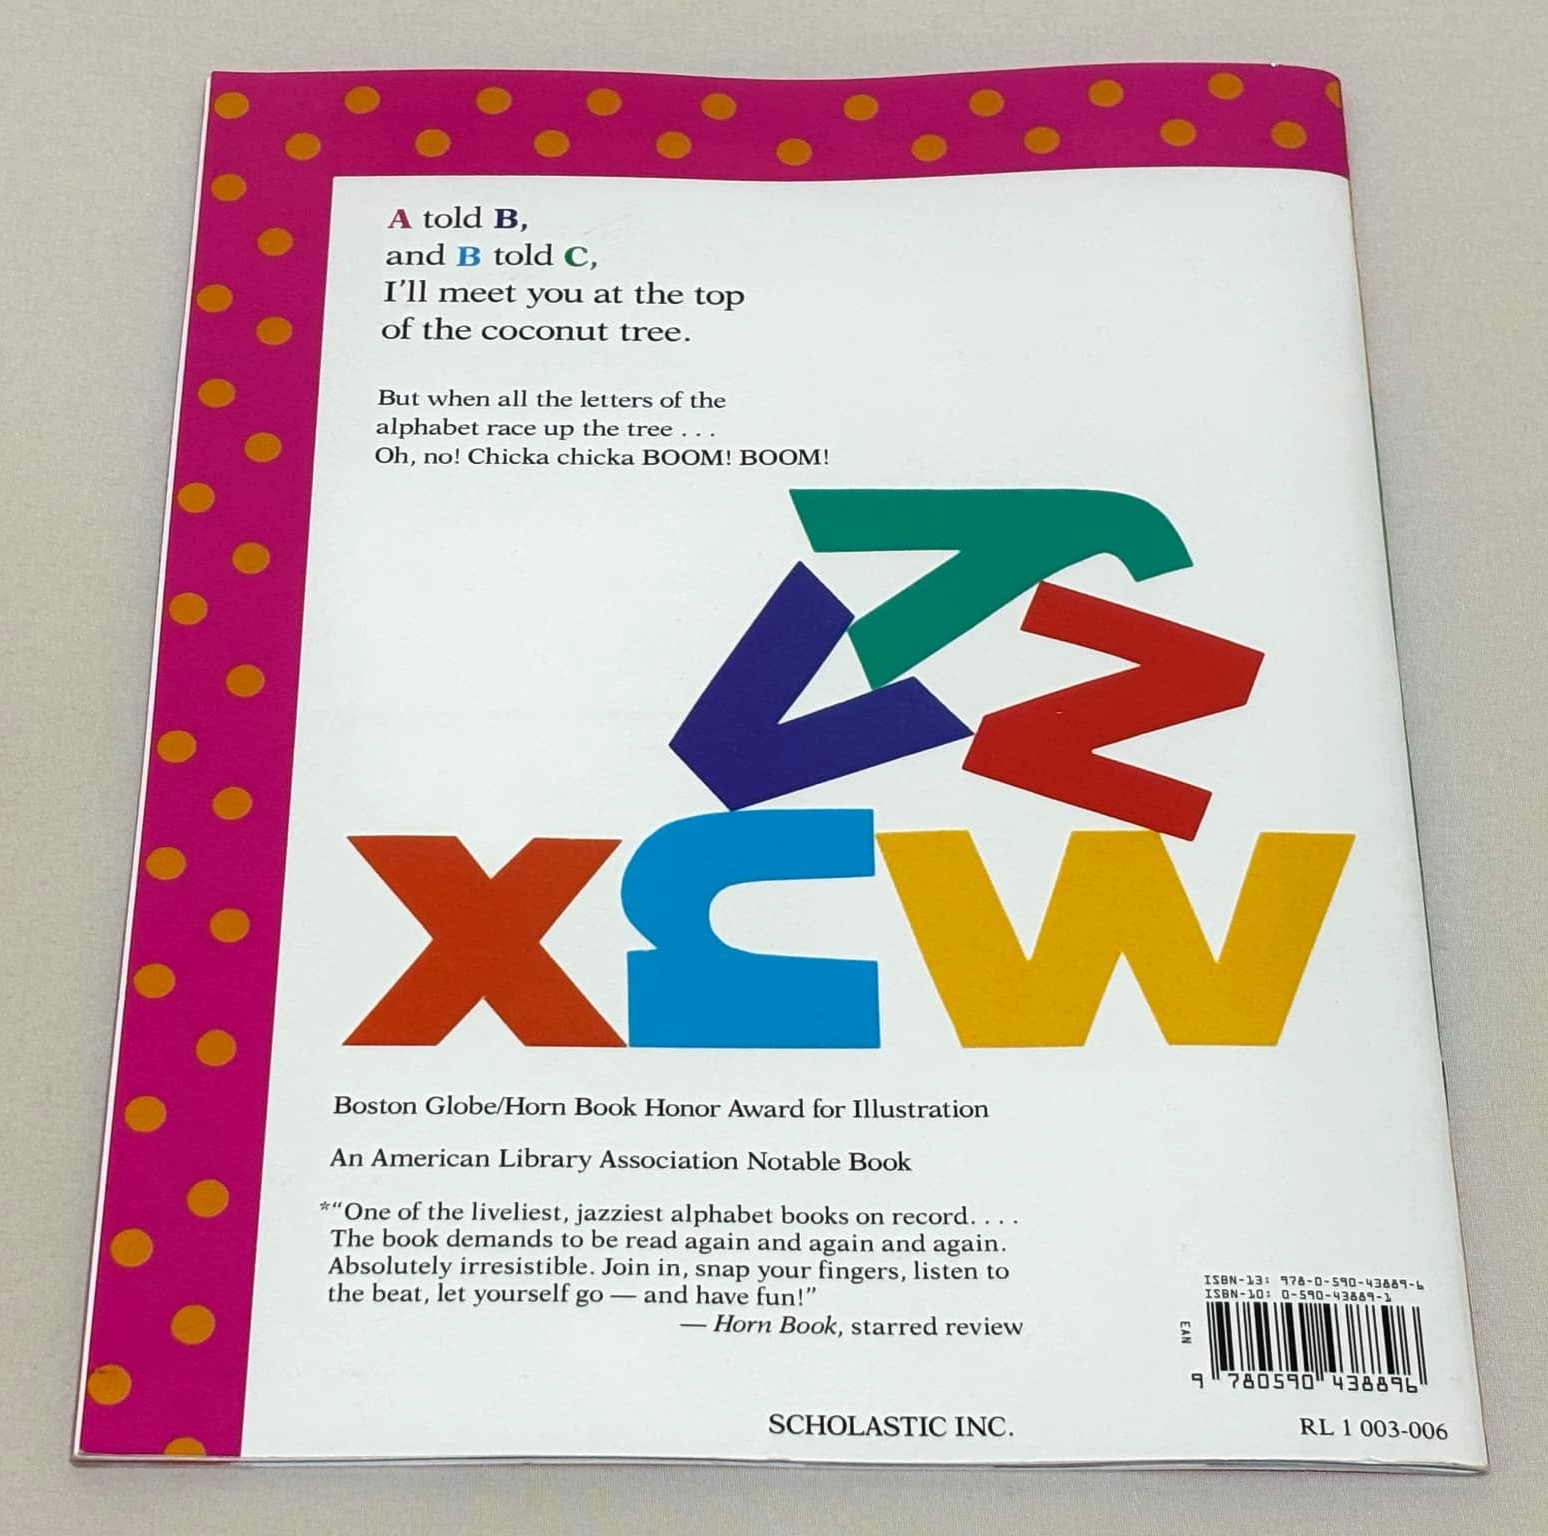 A told B,
and B told C,
I'll meet you at the top
of the coconut tree.
But when all the letters of the
alphabet race up the tree . . .
Oh, no! Chicka chicka BOOM! BOOM!
y
v z
x u w
Boston Globe/Horn Book Honor Award for Illustration
An American Library Association Notable Book
*“One of the liveliest, jazziest alphabet books on record. . . .
The book demands to be read again and again and again.
Absolutely irresistible. Join in, snap your fingers, listen to
the beat, let yourself go — and have fun!”
— Horn Book, starred review
ISBN-13: 978-0-590-43889-6
ISBN-10: 0-590-43889-1
EAN
9 780590 438896
SCHOLASTIC INC.
RL 1 003-006